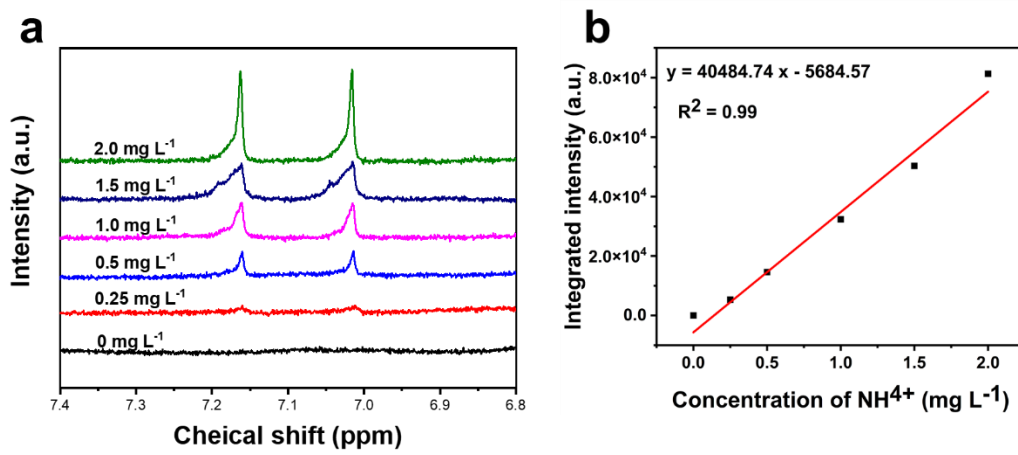 a
Intensity (a.u.)
2.0 mg L⁻¹
1.5 mg L⁻¹
1.0 mg L⁻¹
0.5 mg L⁻¹
0.25 mg L⁻¹
0 mg L⁻¹
7.4 7.3 7.2 7.1 7.0 6.9 6.8
Cheical shift (ppm)
b
Integrated intensity (a.u.)
y = 40484.74 x - 5684.57
R² = 0.99
8.0×10⁴
6.0×10⁴
4.0×10⁴
2.0×10⁴
0.0
0.0 0.5 1.0 1.5 2.0
Concentration of NH⁴⁺ (mg L⁻¹)